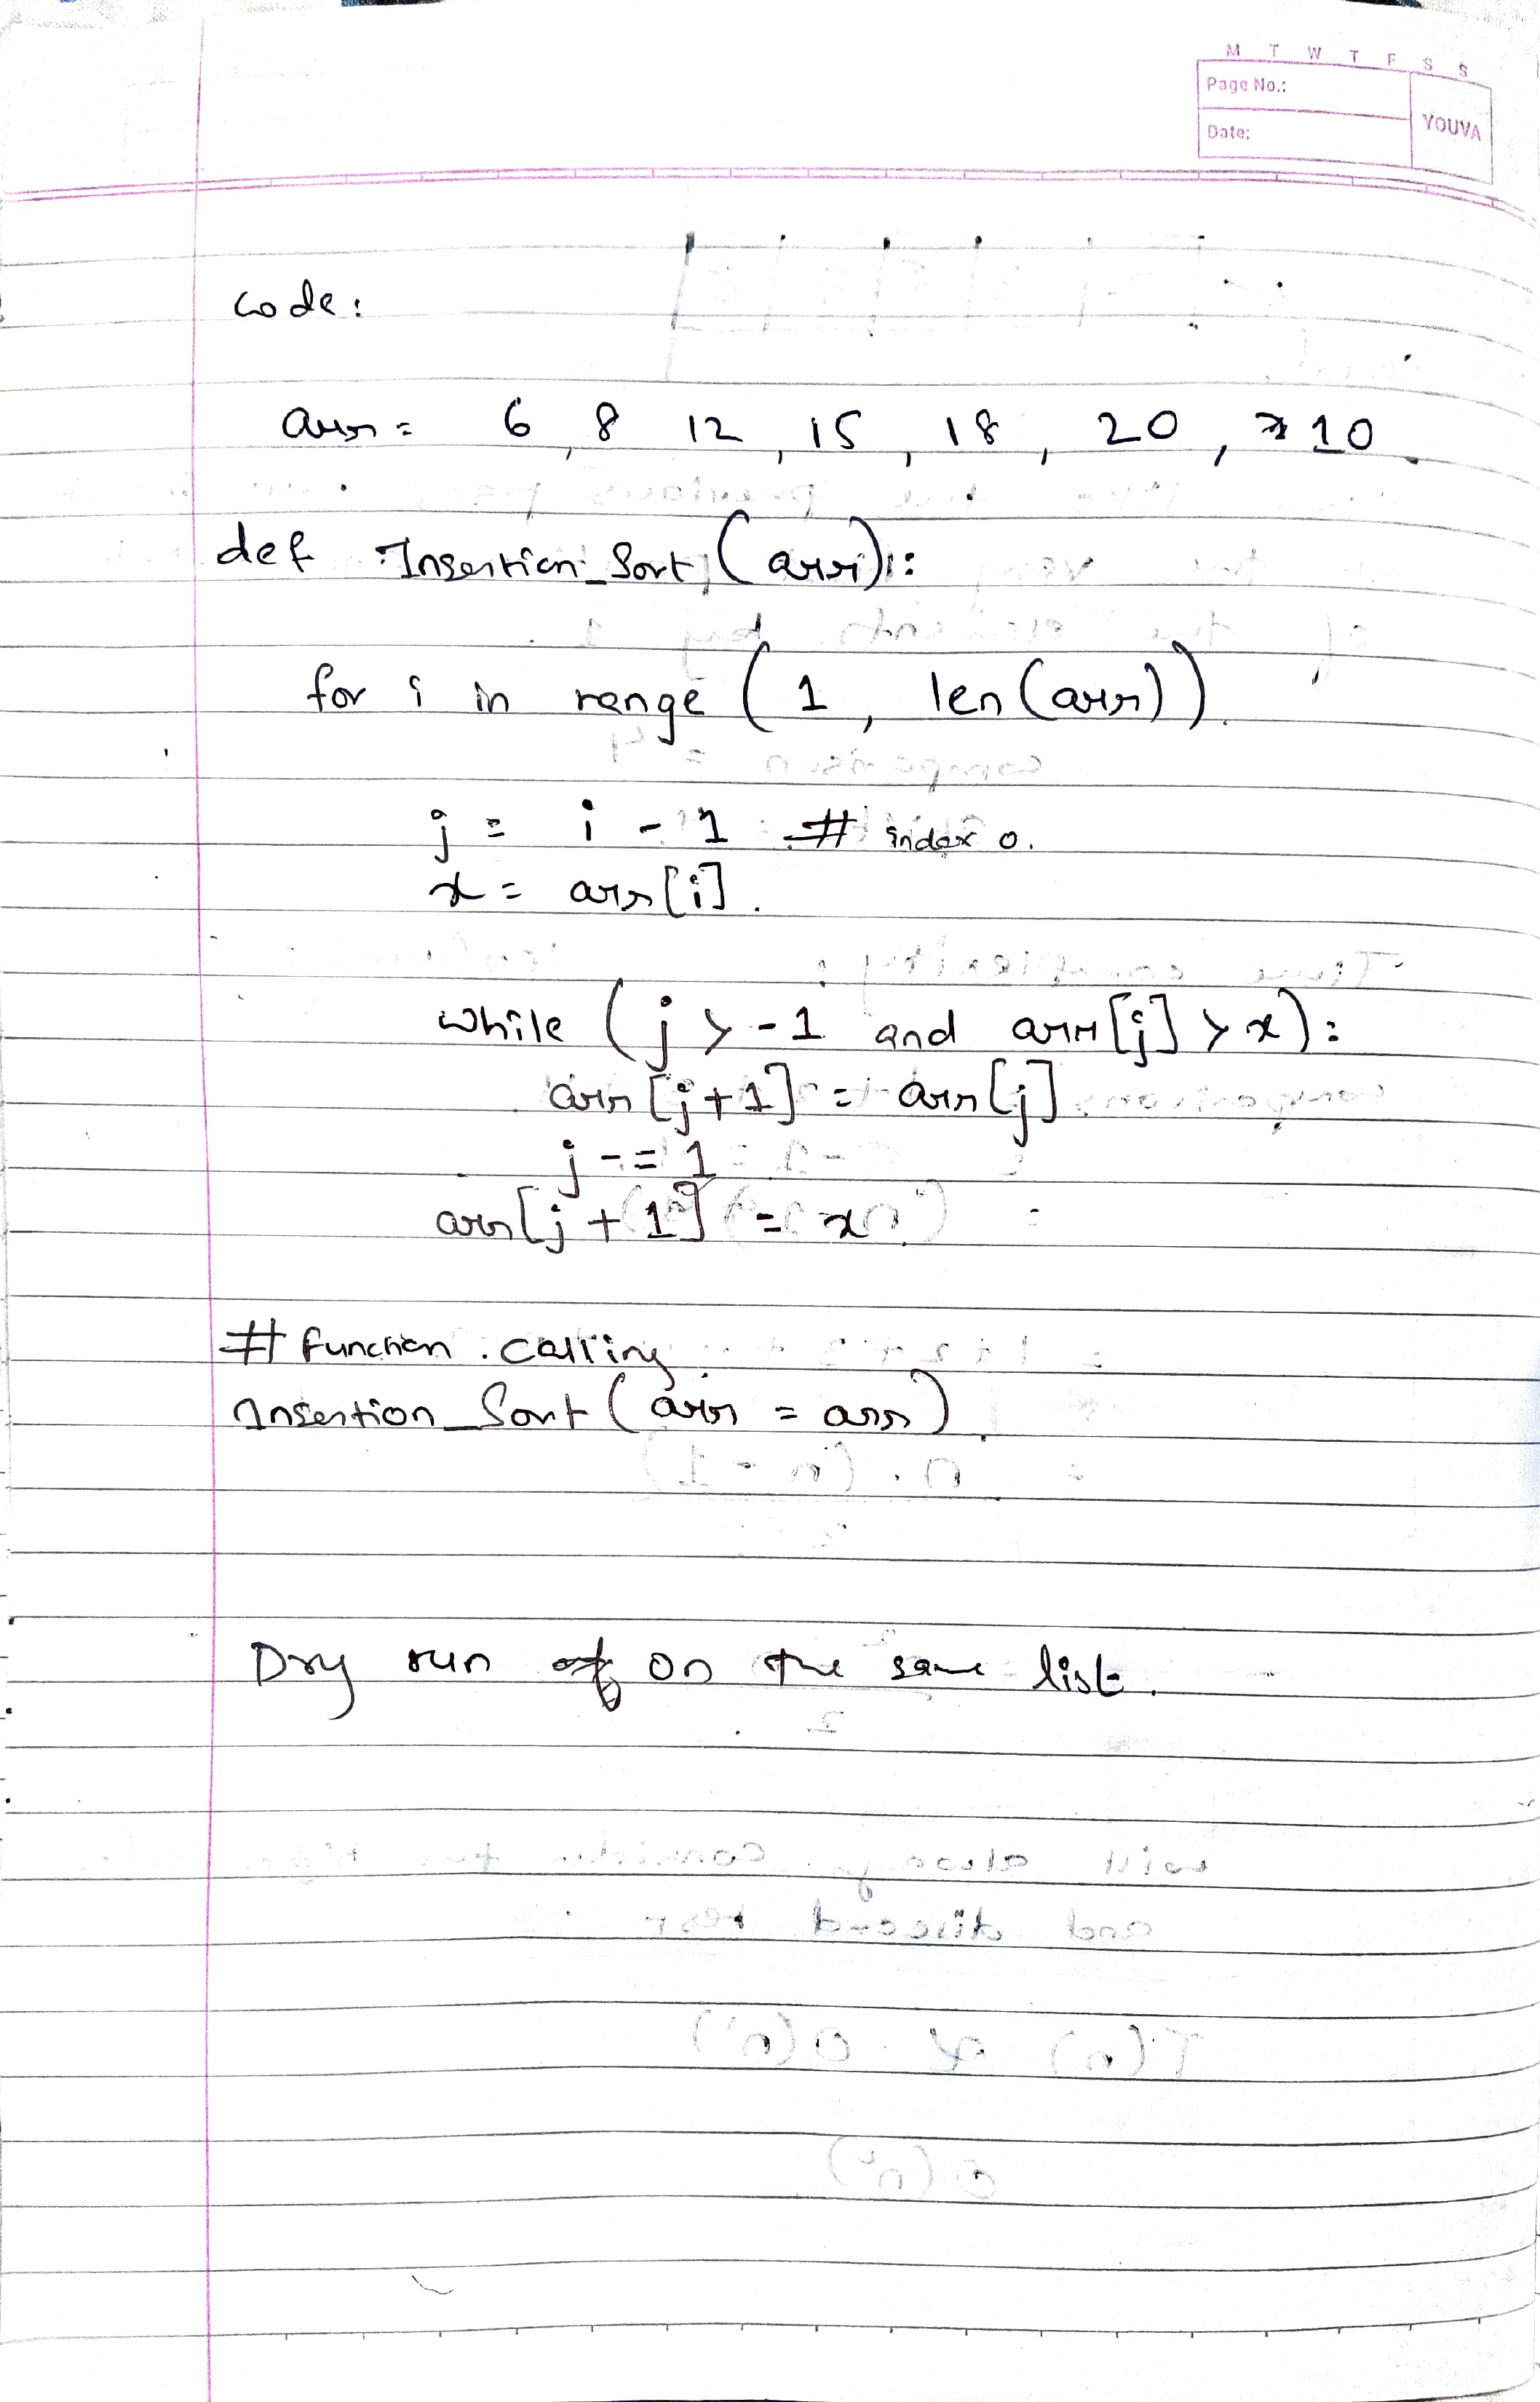 M T W T F S S
Page No.:
Date:
YOUVA
code:
arr = 6, 8 12, 15, 18, 20, 10.
def Insertion_Sort(arr):
for i in range (1, len(arr)).
j = i - 1 # index 0.
x = arr[i].
while (j > -1 and arr[j] > x):
arr[j+1] = arr[j]
j -= 1
arr[j + 1] = x.
# function calling
Insertion_Sort(arr = arr).
Dry run on the same list.